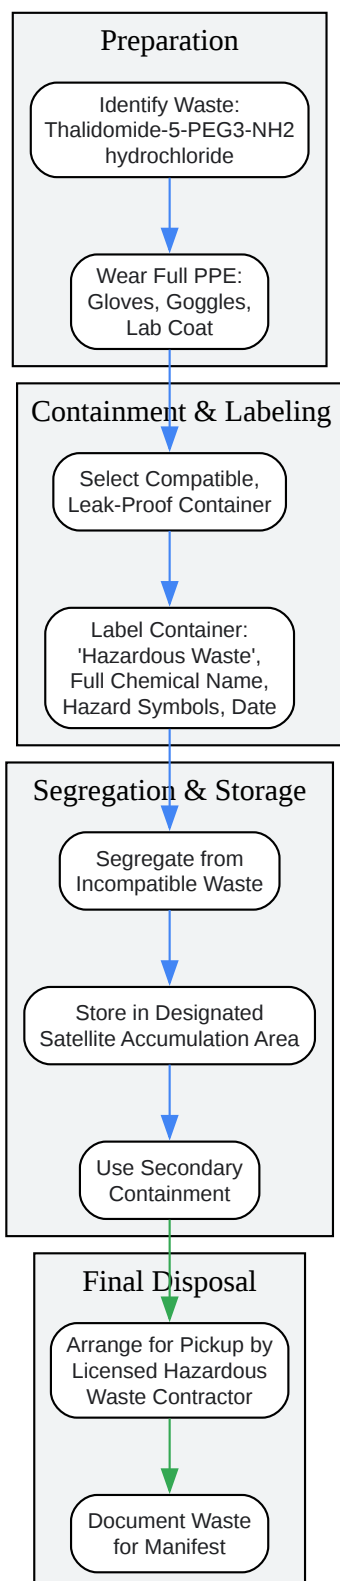 Preparation
Identify Waste:
Thalidomide-5-PEG3-NH2
hydrochloride
Wear Full PPE:
Gloves, Goggles,
Lab Coat
Containment & Labeling
Select Compatible,
Leak-Proof Container
Label Container:
'Hazardous Waste',
Full Chemical Name,
Hazard Symbols, Date
Segregation & Storage
Segregate from
Incompatible Waste
Store in Designated
Satellite Accumulation Area
Use Secondary
Containment
Final Disposal
Arrange for Pickup by
Licensed Hazardous
Waste Contractor
Document Waste
for Manifest